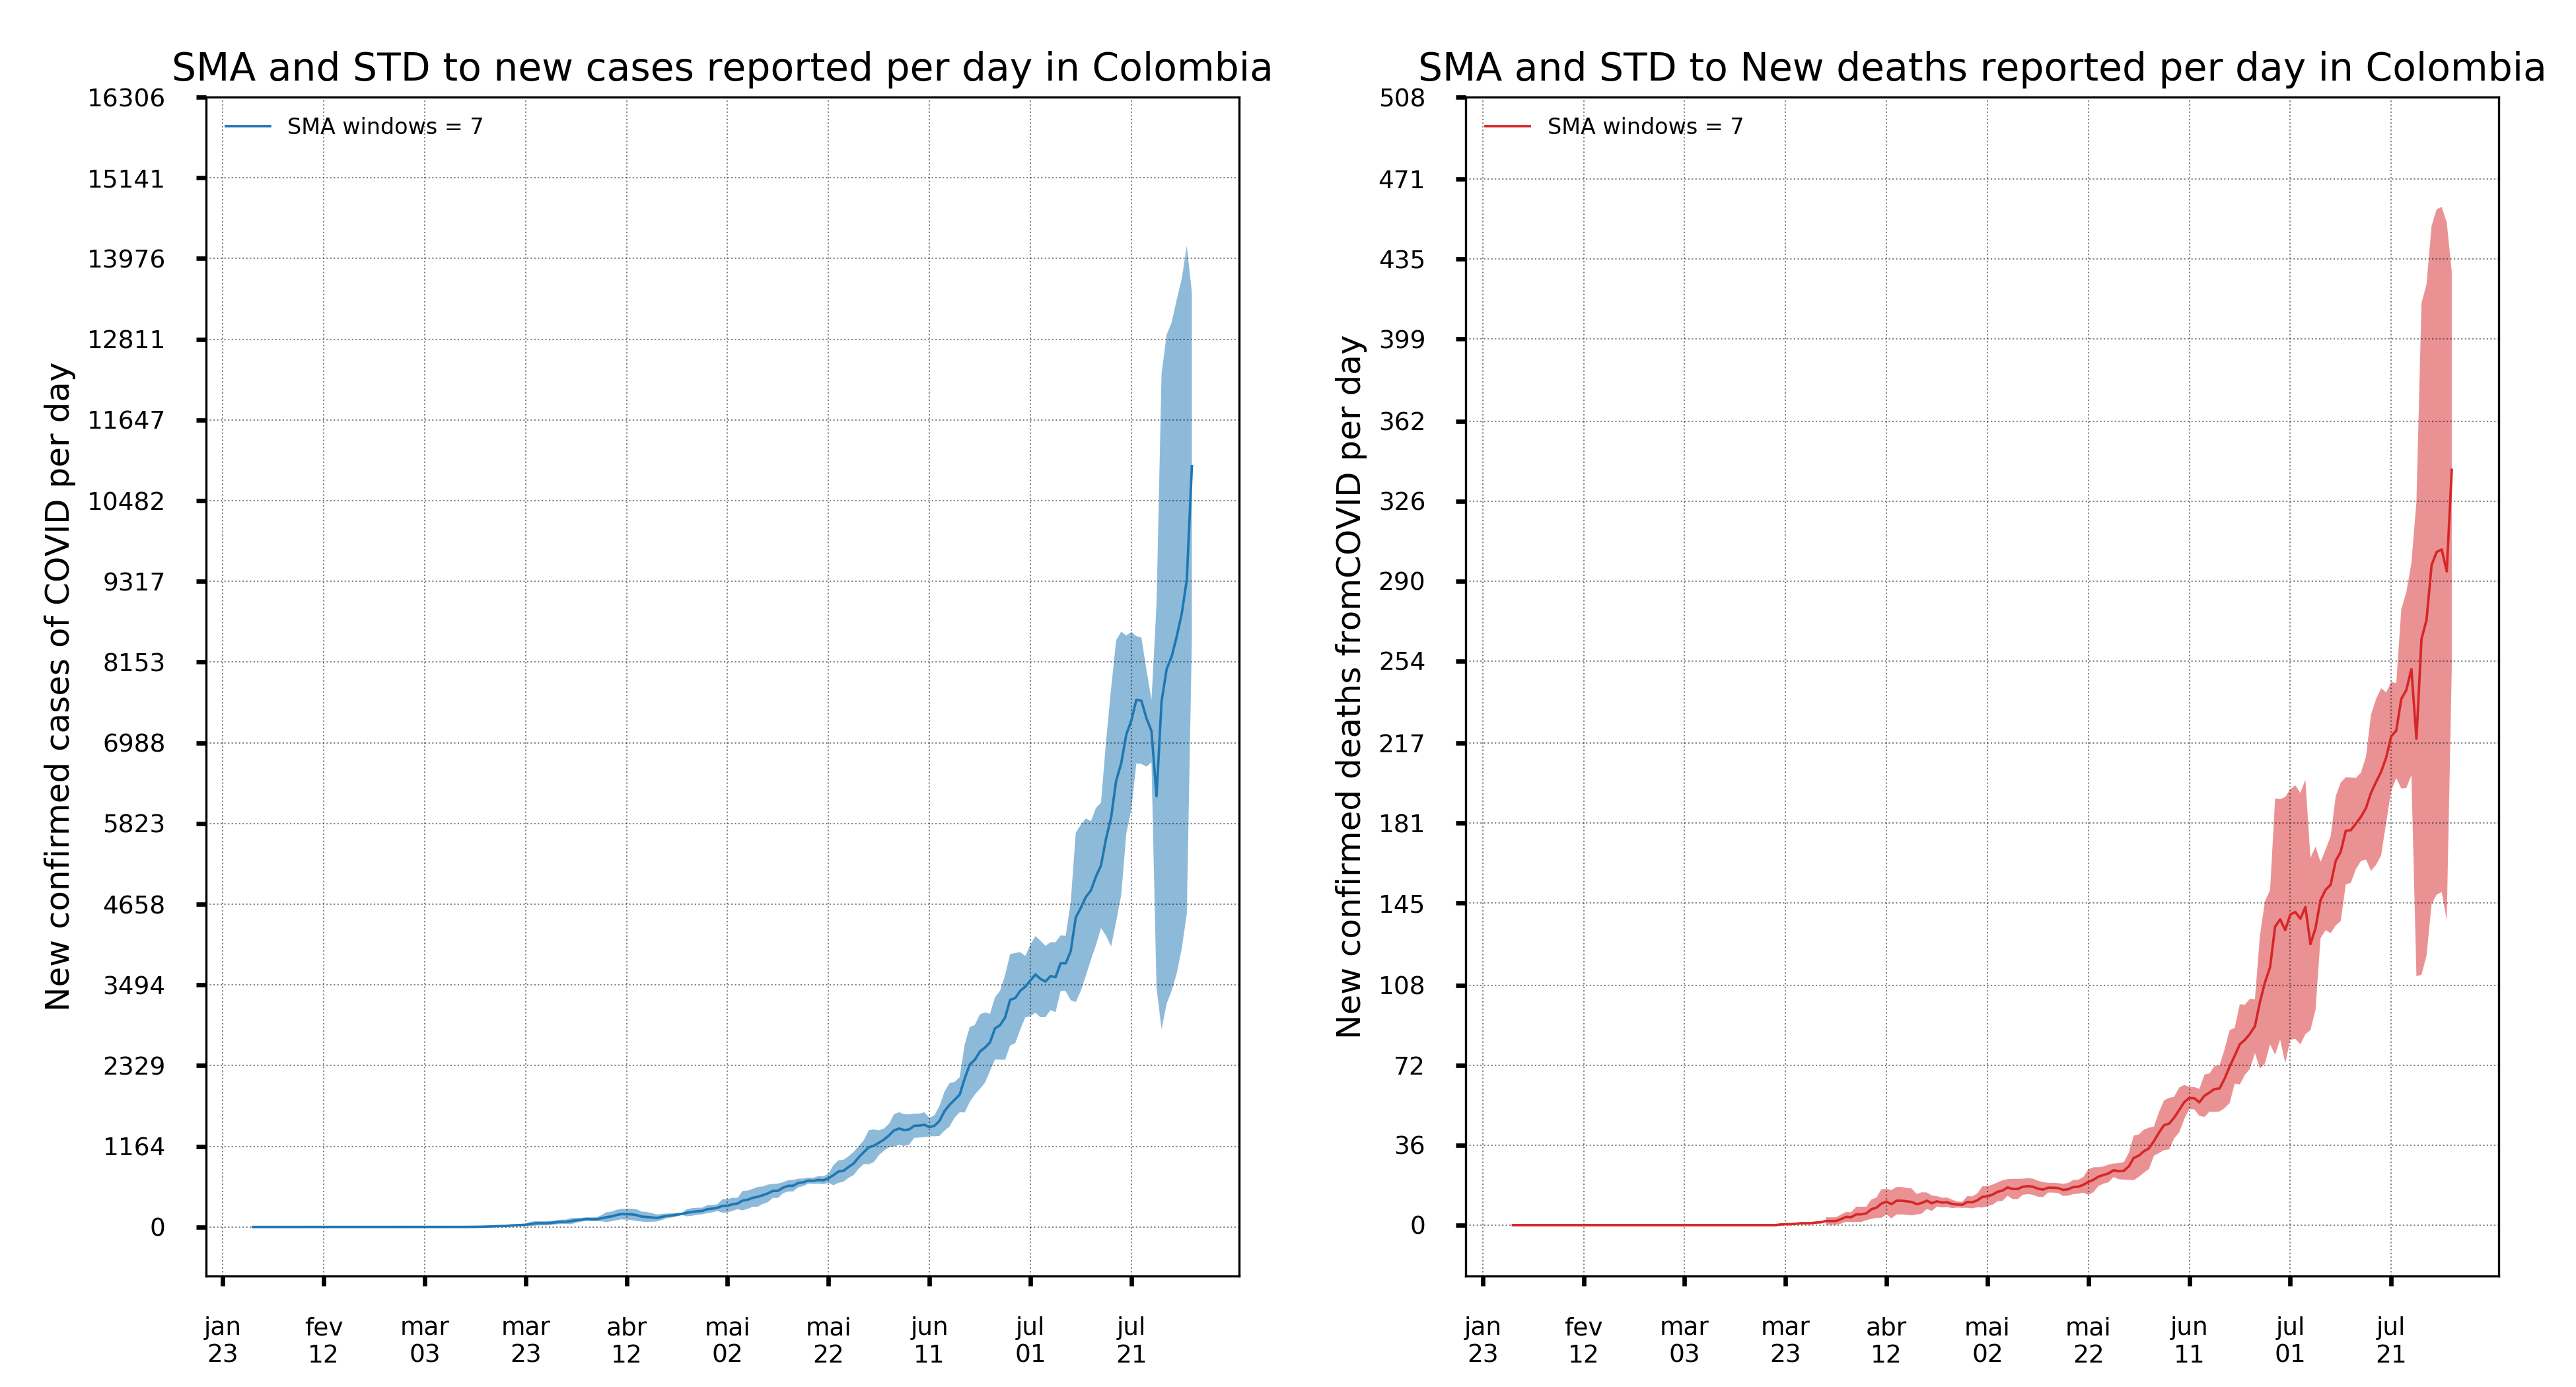 SMA and STD to new cases reported per day in Colombia
16306
15141
13976
12811
11647
10482
9317
8153
6988
5823
4658
3494
2329
1164
0
New confirmed cases of COVID per day
SMA windows = 7
jan
23
fev
12
mar
03
mar
23
abr
12
mai
02
mai
22
jun
11
jul
01
jul
21
SMA and STD to New deaths reported per day in Colombia
508
471
435
399
362
326
290
254
217
181
145
108
72
36
0
New confirmed deaths fromCOVID per day
SMA windows = 7
jan
23
fev
12
mar
03
mar
23
abr
12
mai
02
mai
22
jun
11
jul
01
jul
21